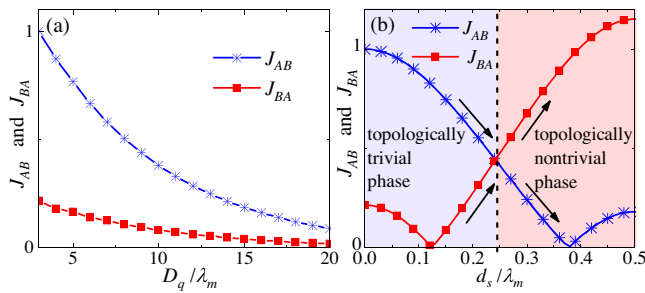 (a)
J_AB
J_BA
J_AB and J_BA
1
0
5 10 15 20
D_q/λ_m
(b)
J_AB
J_BA
topologically
trivial
phase
topologically
nontrivial
phase
J_AB and J_BA
1
0
0.0 0.1 0.2 0.3 0.4 0.5
d_s/λ_m